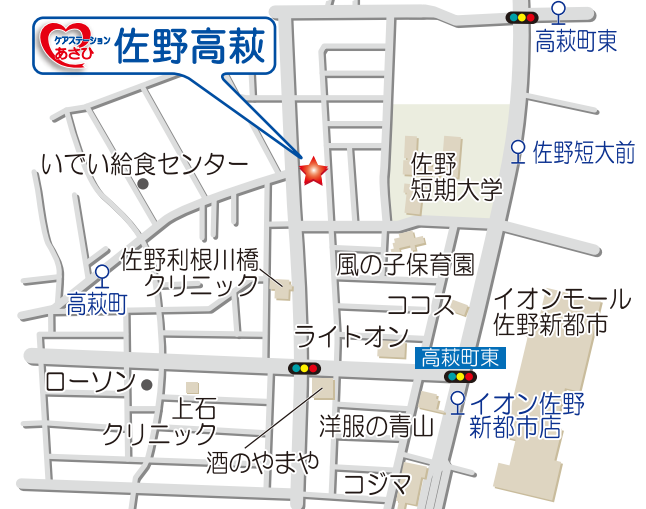 ケアステーション
あさひ
佐野高萩
高萩町東
佐野短大前
いでい給食センター
佐野
短期大学
佐野利根川橋
クリニック
風の子保育園
高萩町
ココス
イオンモール
佐野新都市
ライトオン
高萩町東
ローソン
上石
クリニック
洋服の青山
イオン佐野
新都市店
酒のやまや
コジマ